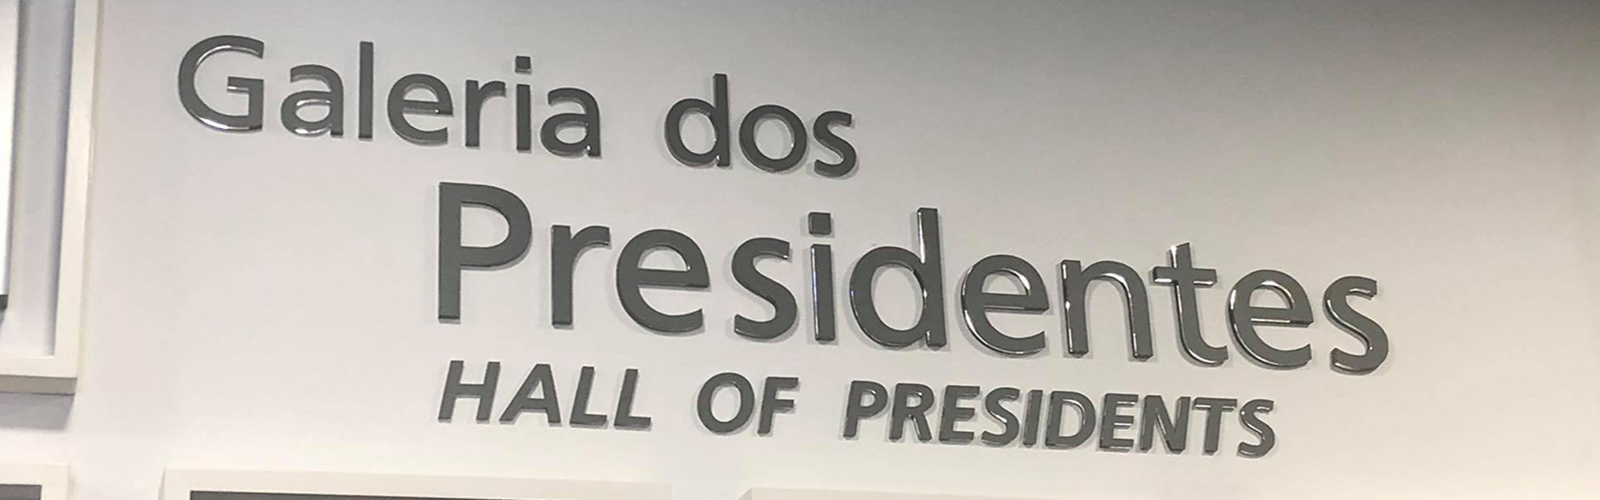 Galeria dos
Presidentes
HALL OF PRESIDENTS